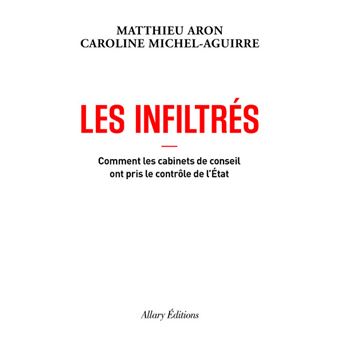 MATTHIEU ARON
CAROLINE MICHEL-AGUIRRE
LES INFILTRÉS
Comment les cabinets de conseil
ont pris le contrôle de l'État
Allary Éditions